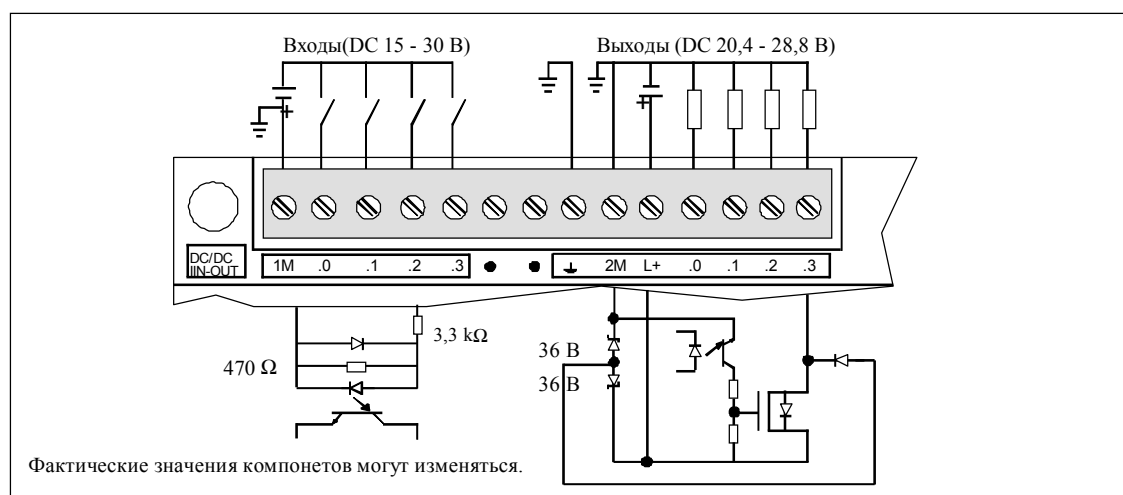 Входы(DC 15 - 30 В) Выходы (DC 20,4 - 28,8 В)
DC/DC
IIN-OUT
1M .0 .1 .2 .3 2M L+ .0 .1 .2 .3
3,3 kΩ
470 Ω
36 В
36 В
Фактические значения компонетов могут изменяться.